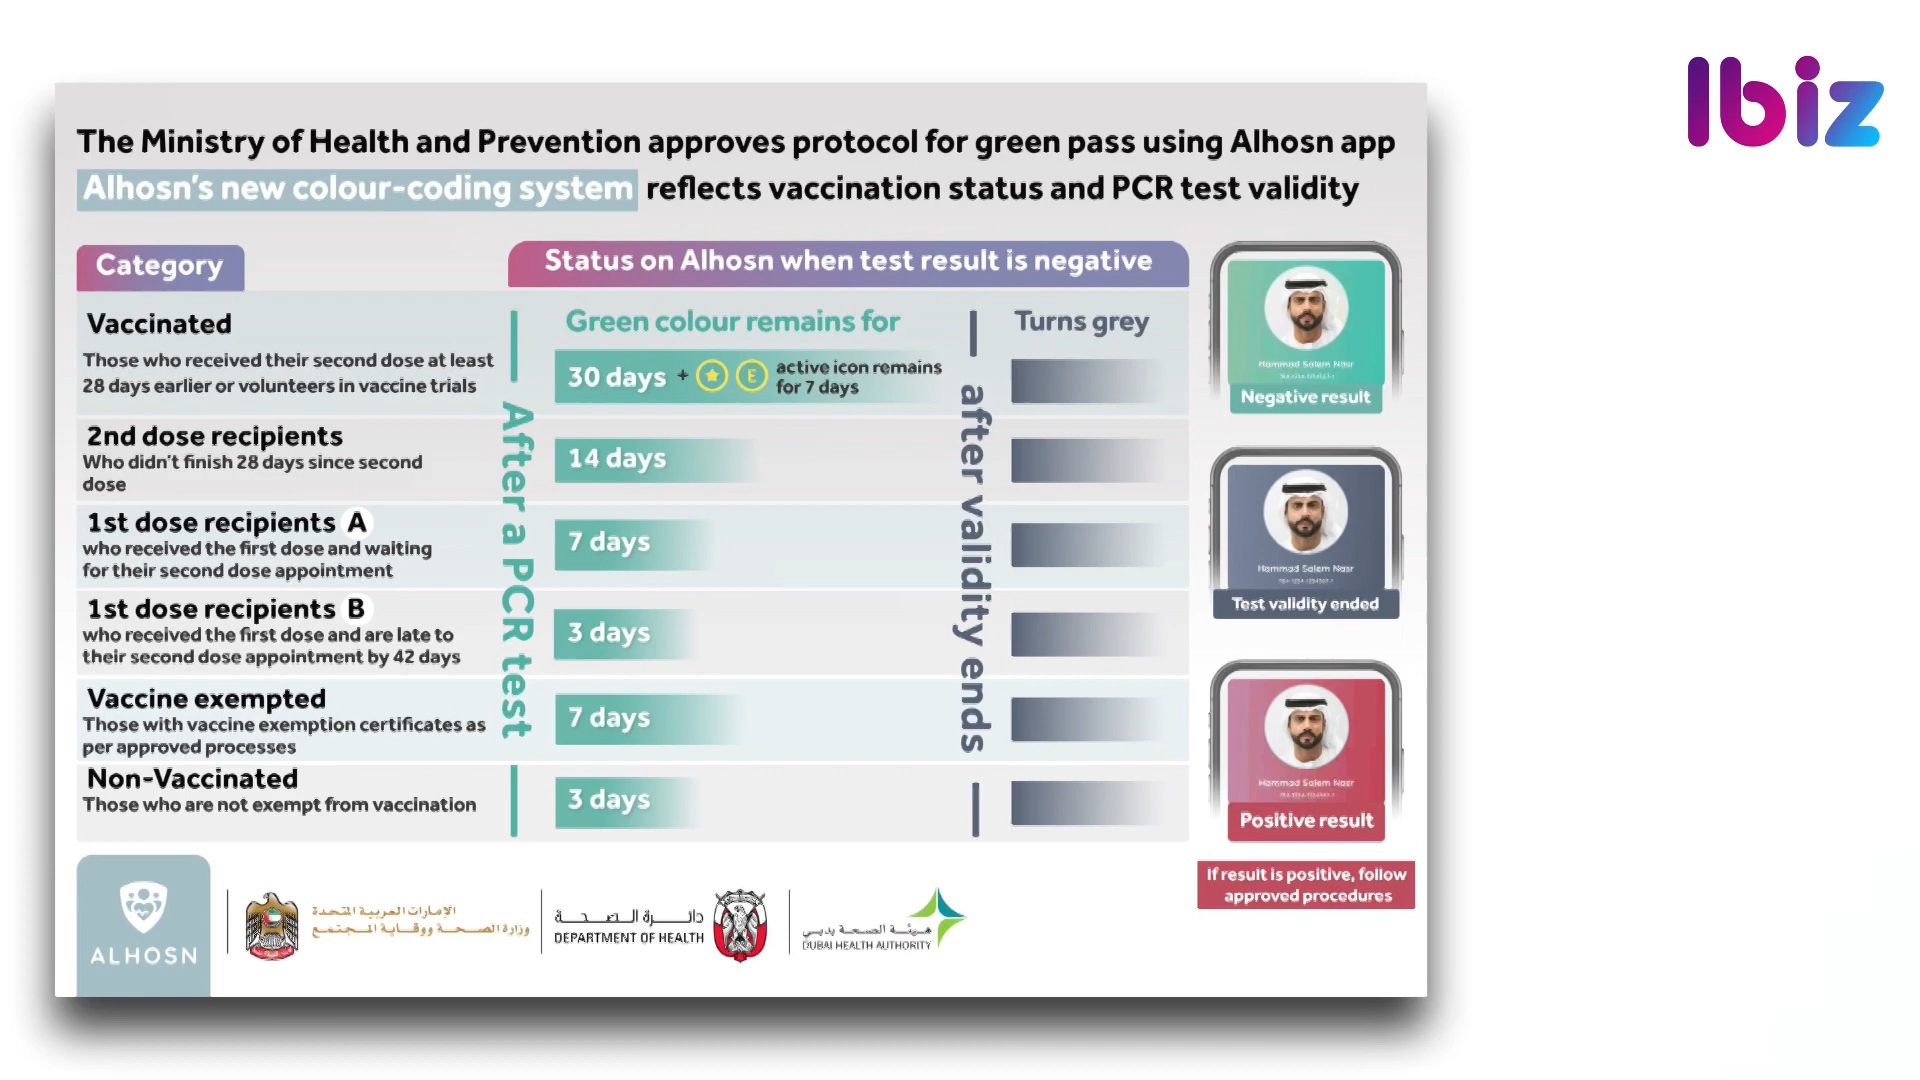 Ibiz
The Ministry of Health and Prevention approves protocol for green pass using Alhosn app
Alhosn's new colour-coding system reflects vaccination status and PCR test validity
Category
Status on Alhosn when test result is negative
Vaccinated
Those who received their second dose at least
28 days earlier or volunteers in vaccine trials
2nd dose recipients
Who didn't finish 28 days since second
dose
1st dose recipients A
who received the first dose and waiting
for their second dose appointment
1st dose recipients B
who received the first dose and are late to
their second dose appointment by 42 days
Vaccine exempted
Those with vaccine exemption certificates as
per approved processes
Non-Vaccinated
Those who are not exempt from vaccination
After a PCR test
Green colour remains for
30 days + E active icon remains
for 7 days
14 days
7 days
3 days
7 days
3 days
after validity ends
Turns grey
Hammad Salem Nasr
Negative result
Hammad Salem Nasr
Test validity ended
Hammad Salem Nasr
Positive result
If result is positive, follow
approved procedures
ALHOSN
الإمارات العربية المتحدة
وزارة الصحة ووقاية المجتمع
دائرة الصحة
DEPARTMENT OF HEALTH
هيئة الصحة بدبي
DUBAI HEALTH AUTHORITY